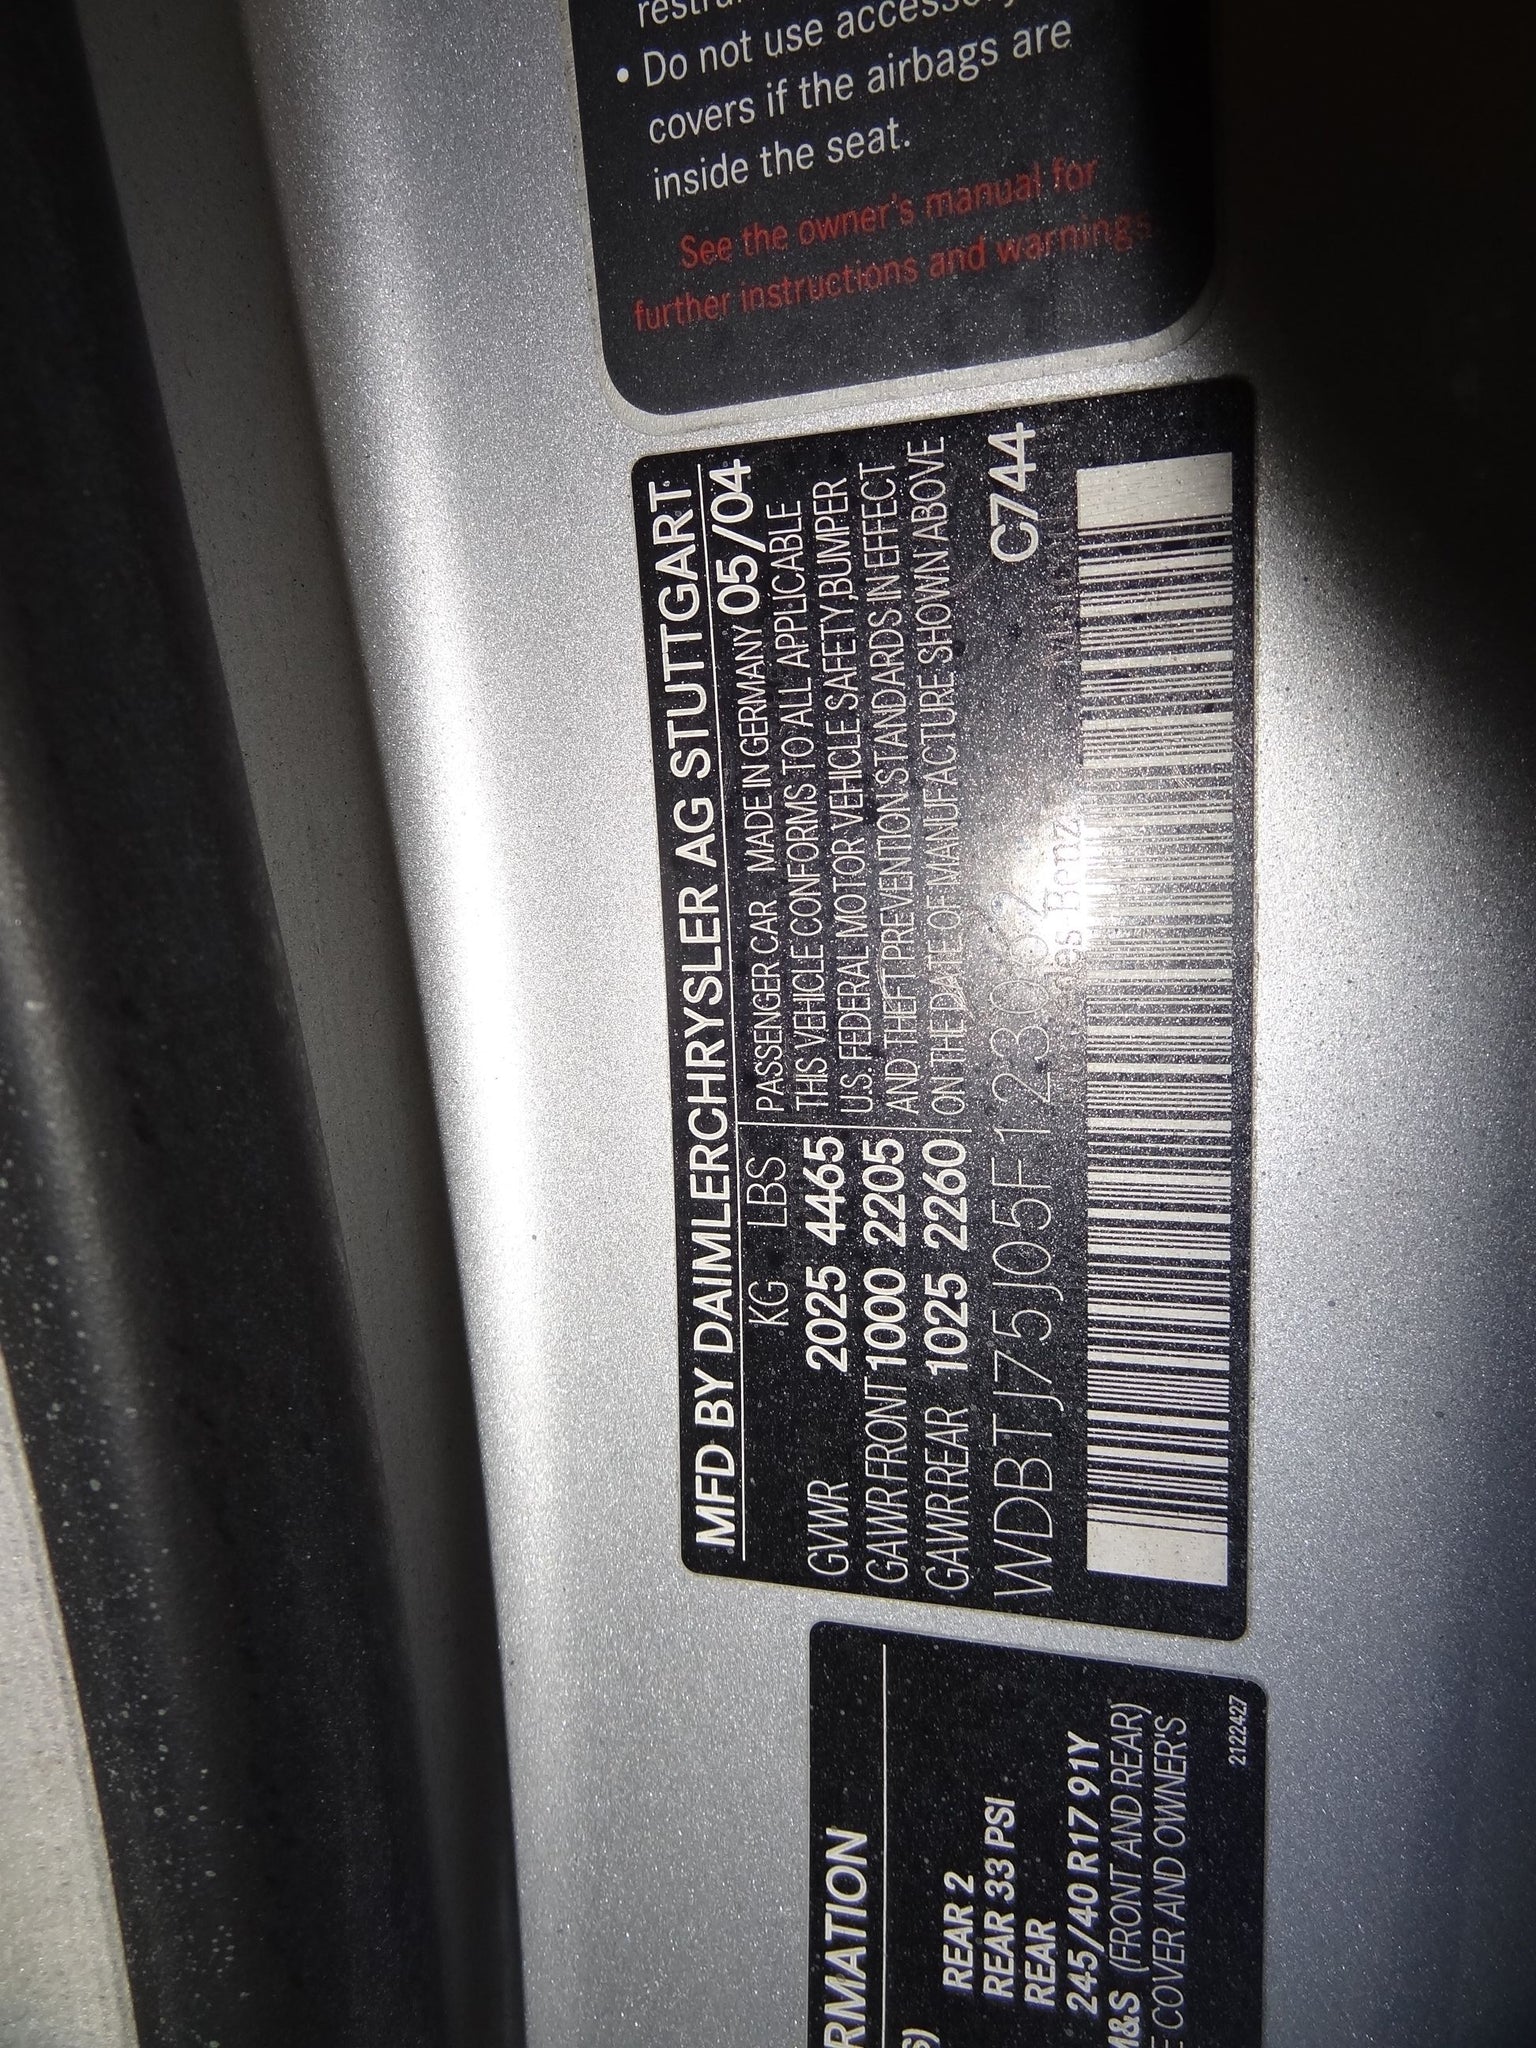 restra
• Do not use accessory
covers if the airbags are
inside the seat.
See the owner's manual for
further instructions and warnings
MFD BY DAIMLERCHRYSLER AG STUTTGART
KG LBS
GVWR 2025 4465
GAWR FRONT 1000 2205
GAWR REAR 1025 2260
PASSENGER CAR MADE IN GERMANY 05/04
THIS VEHICLE CONFORMS TO ALL APPLICABLE
U.S. FEDERAL MOTOR VEHICLE SAFETY,BUMPER
AND THEFT PREVENTION STANDARDS IN EFFECT
ON THE DATE OF MANUFACTURE SHOWN ABOVE
WDBTJ75J05F123062 C744
RMATION
REAR 2
REAR 33 PSI
REAR
245/40 R17 91Y
M&S (FRONT AND REAR)
COVER AND OWNER'S
2122427